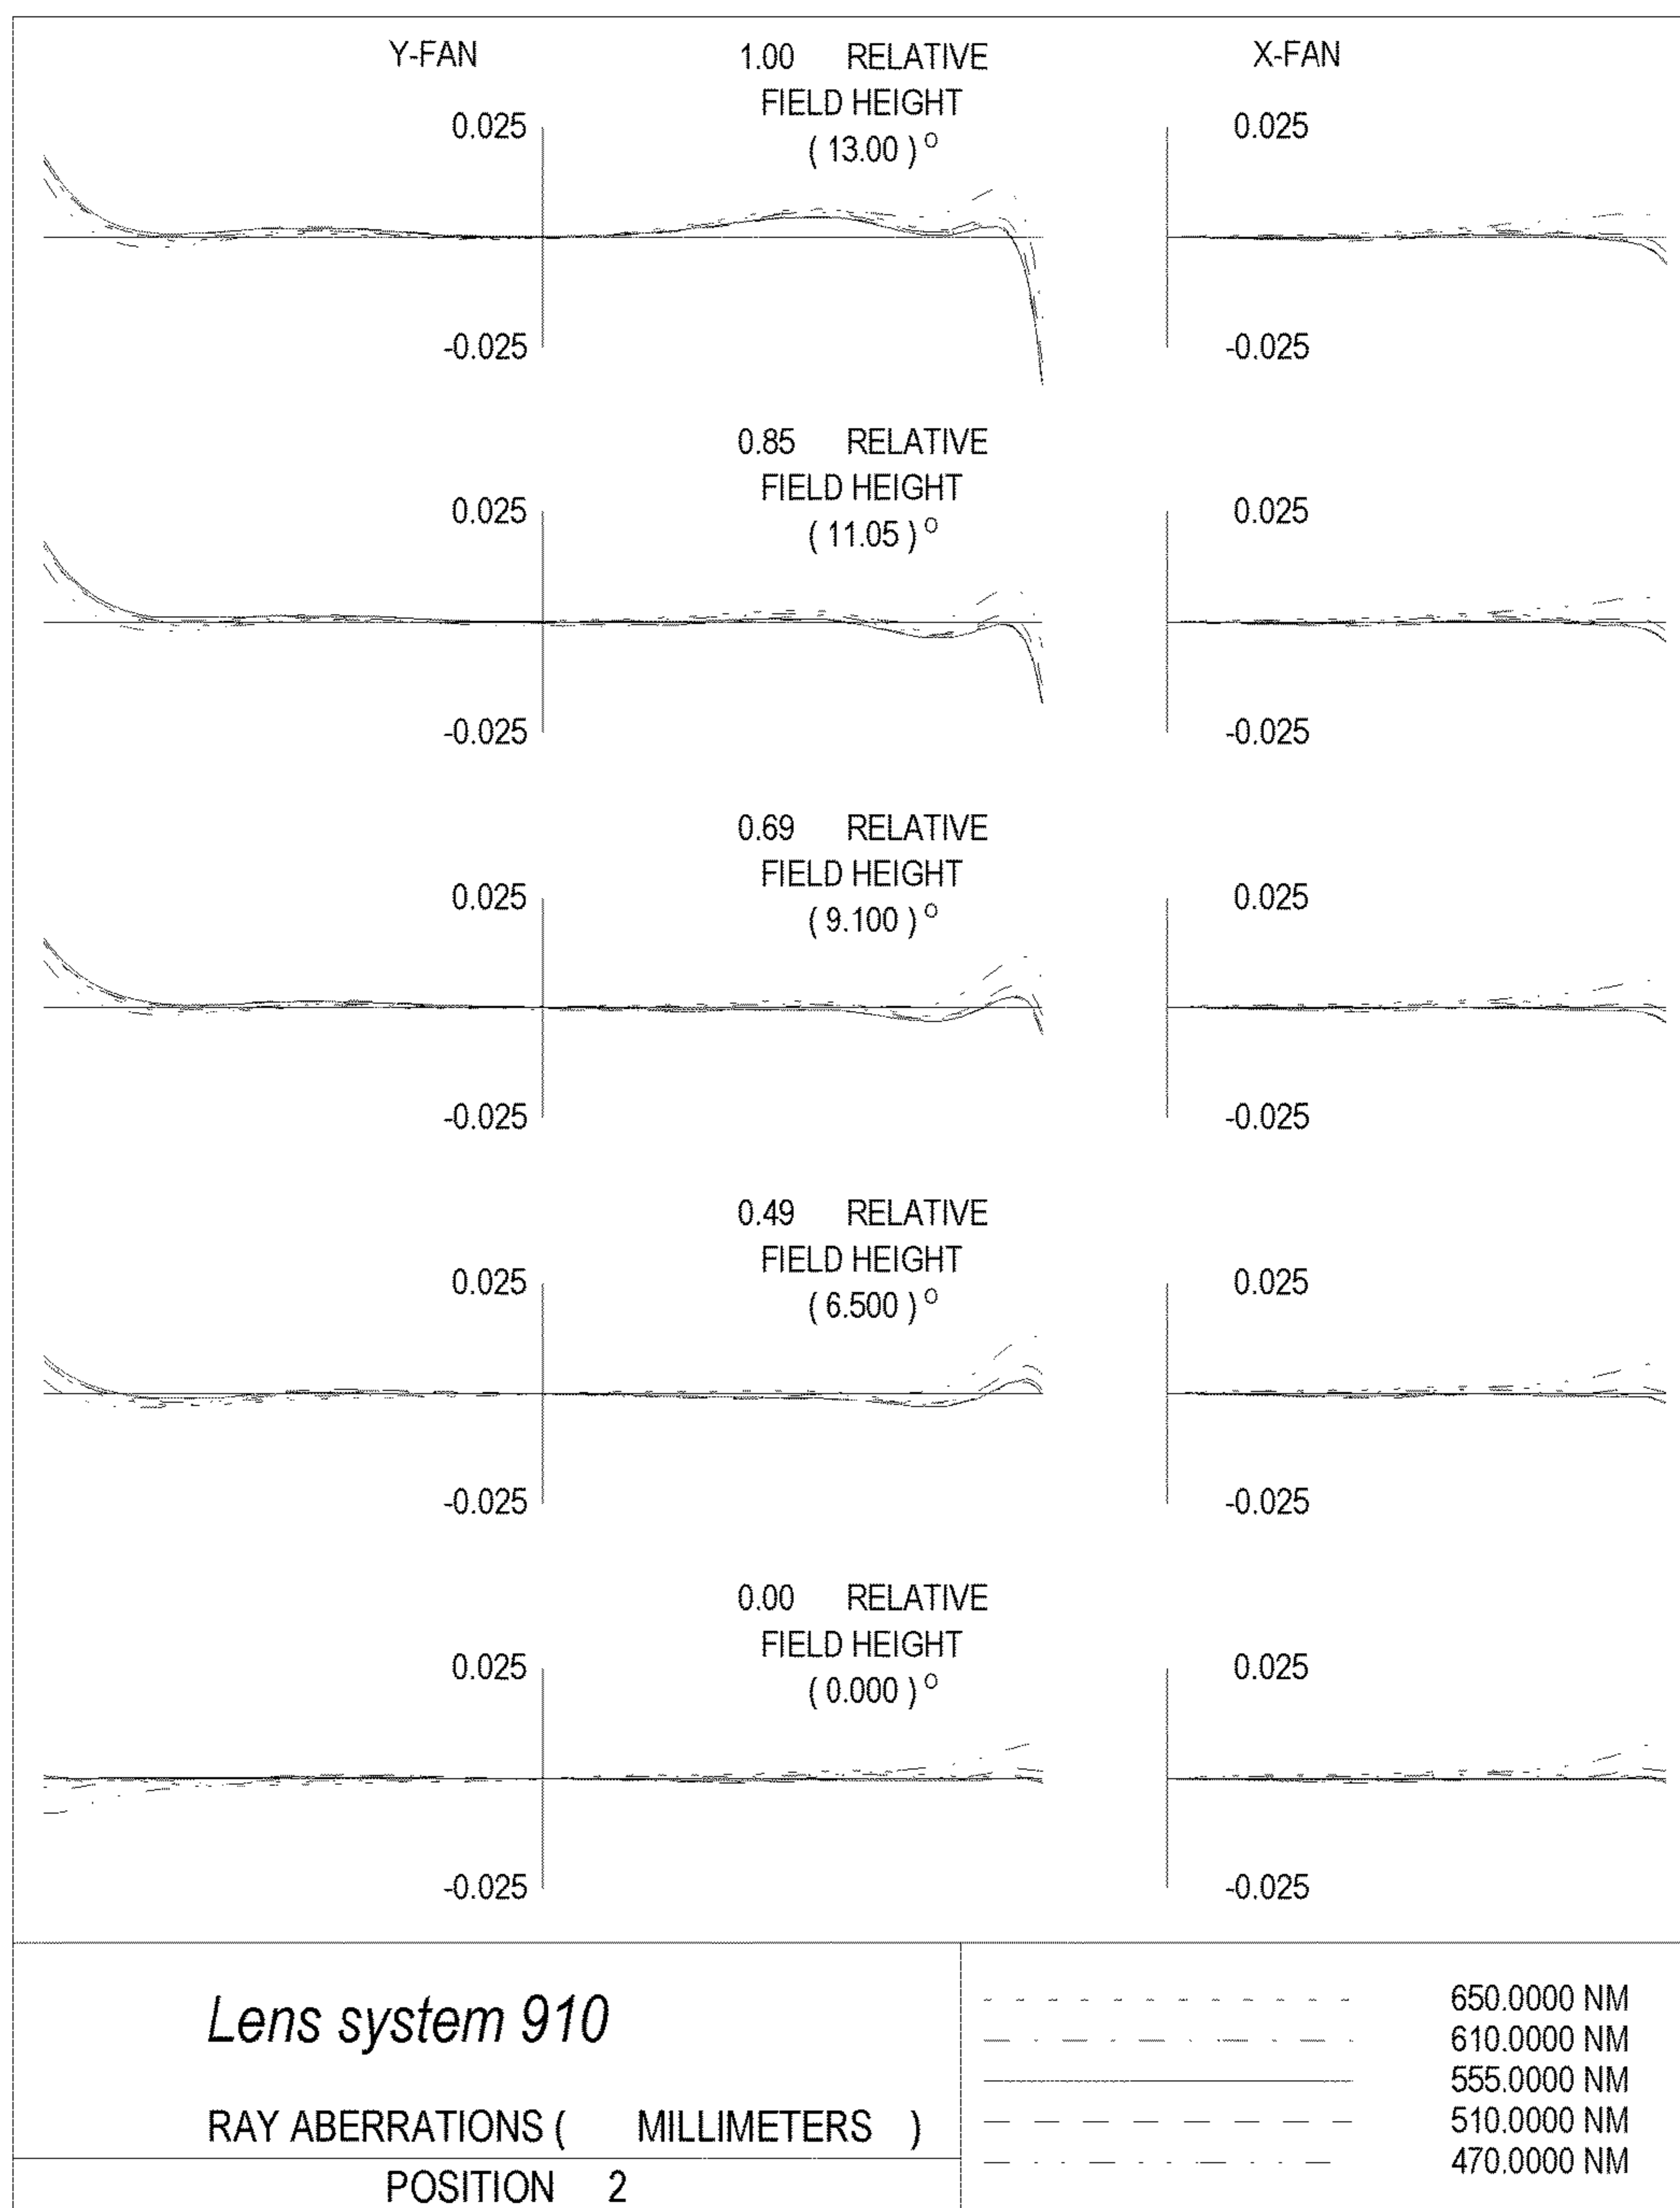 Y-FAN 1.00 RELATIVE X-FAN
FIELD HEIGHT
0.025 ( 13.00 ) O 0.025
-0.025 -0.025
0.85 RELATIVE
FIELD HEIGHT
0.025 ( 11.05 ) O 0.025
-0.025 -0.025
0.69 RELATIVE
FIELD HEIGHT
0.025 ( 9.100 ) O 0.025
-0.025 -0.025
0.49 RELATIVE
FIELD HEIGHT
0.025 ( 6.500 ) O 0.025
-0.025 -0.025
0.00 RELATIVE
FIELD HEIGHT
0.025 ( 0.000 ) O 0.025
-0.025 -0.025
Lens system 910
RAY ABERRATIONS ( MILLIMETERS )
POSITION 2
650.0000 NM
610.0000 NM
555.0000 NM
510.0000 NM
470.0000 NM